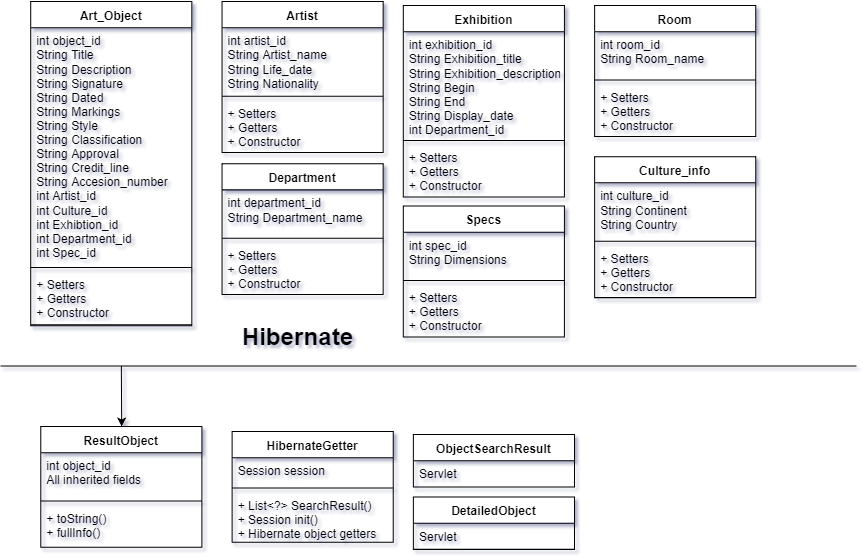 Art_Object
int object_id
String Title
String Description
String Signature
String Dated
String Markings
String Style
String Classification
String Approval
String Credit_line
String Accesion_number
int Artist_id
int Culture_id
int Exhibtion_id
int Department_id
int Spec_id
+ Setters
+ Getters
+ Constructor
Artist
int artist_id
String Artist_name
String Life_date
String Nationality
+ Setters
+ Getters
+ Constructor
Department
int department_id
String Department_name
+ Setters
+ Getters
+ Constructor
Exhibition
int exhibition_id
String Exhibition_title
String Exhibition_description
String Begin
String End
String Display_date
int Department_id
+ Setters
+ Getters
+ Constructor
Specs
int spec_id
String Dimensions
+ Setters
+ Getters
+ Constructor
Room
int room_id
String Room_name
+ Setters
+ Getters
+ Constructor
Culture_info
int culture_id
String Continent
String Country
+ Setters
+ Getters
+ Constructor
Hibernate
ResultObject
int object_id
All inherited fields
+ toString()
+ fullInfo()
HibernateGetter
Session session
+ List<?> SearchResult()
+ Session init()
+ Hibernate object getters
ObjectSearchResult
Servlet
DetailedObject
Servlet